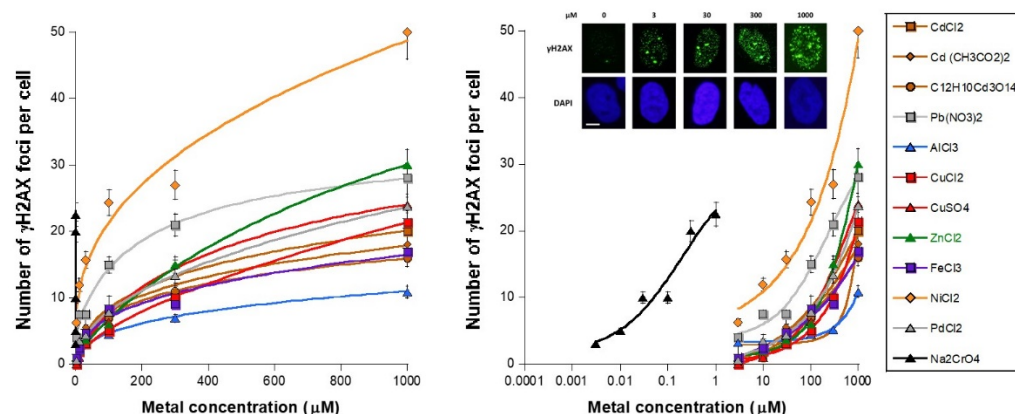 Number of γH2AX foci per cell
60
50
40
30
20
10
0
0 200 400 600 800 1000
Metal concentration (μM)
Number of γH2AX foci per cell
60
50
40
30
20
10
0
0.0001 0.001 0.01 0.1 1 10 100 1000
Metal concentration (μM)
μM 0 3 30 300 1000
γH2AX
DAPI
CdCl2
Cd (CH3CO2)2
C12H10Cd3O14
Pb(NO3)2
AlCl3
CuCl2
CuSO4
ZnCl2
FeCl3
NiCl2
PdCl2
Na2CrO4